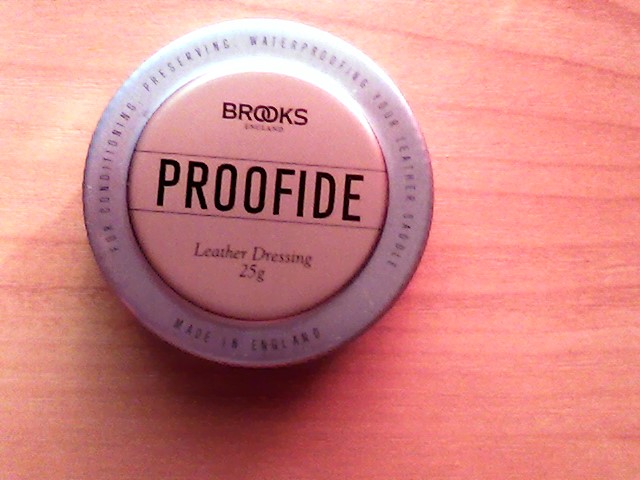 FOR CONDITIONING, PRESERVING, WATERPROOFING YOUR LEATHER SADDLE
BROOKS
ENGLAND
PROOFIDE
Leather Dressing
25g
MADE IN ENGLAND